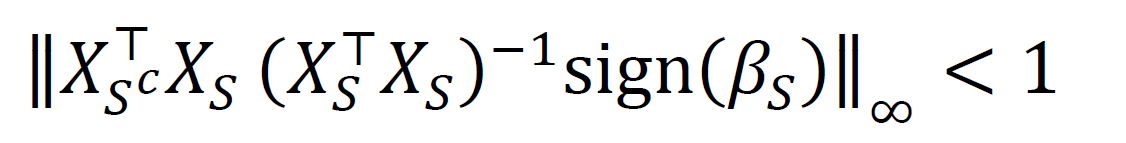 ‖X_{S^c}^⊤ X_S (X_S^⊤ X_S)^{-1} sign(β_S)‖_∞ < 1